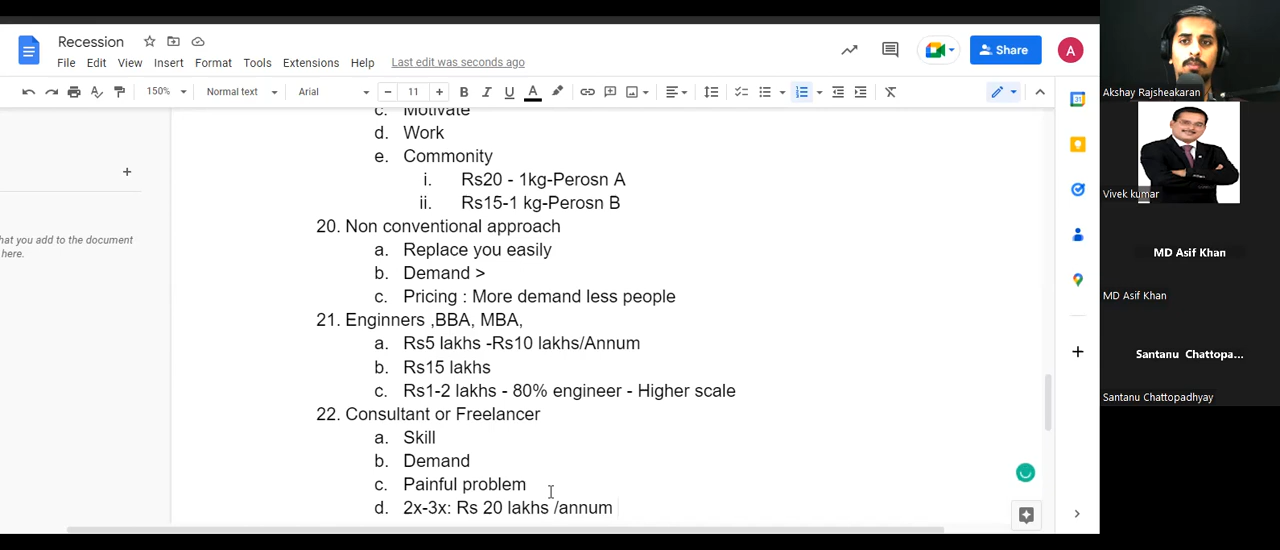 Recession
File Edit View Insert Format Tools Extensions Help Last edit was seconds ago
Share
A
150% Normal text Arial 11 B I U A
c. Motivate
d. Work
e. Commonity
i. Rs20 - 1kg-Perosn A
ii. Rs15-1 kg-Perosn B
20. Non conventional approach
a. Replace you easily
b. Demand >
c. Pricing : More demand less people
21. Enginners ,BBA, MBA,
a. Rs5 lakhs -Rs10 lakhs/Annum
b. Rs15 lakhs
c. Rs1-2 lakhs - 80% engineer - Higher scale
22. Consultant or Freelancer
a. Skill
b. Demand
c. Painful problem
d. 2x-3x: Rs 20 lakhs /annum
hat you add to the document
here.
Akshay Rajsheakaran
Vivek kumar
MD Asif Khan
MD Asif Khan
Santanu Chattopa...
Santanu Chattopadhyay
31